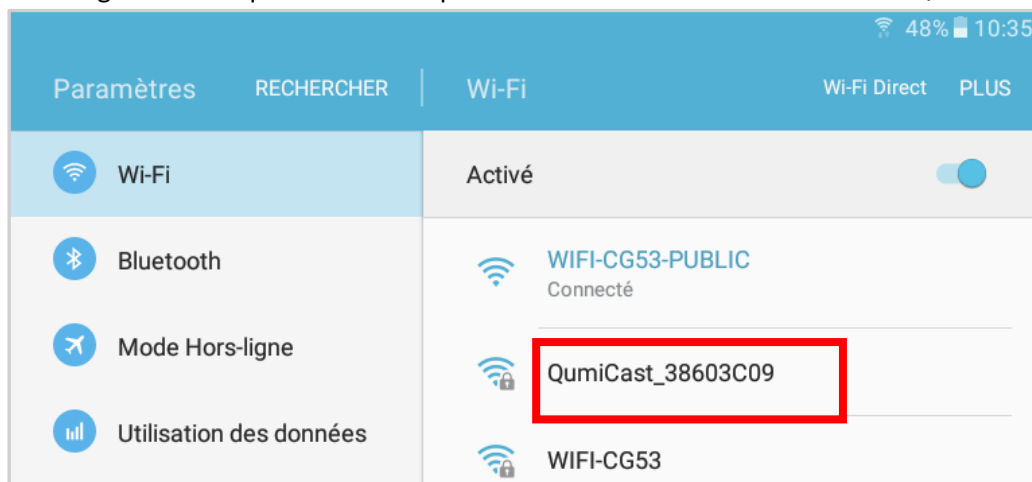 48% 10:35
Paramètres RECHERCHER Wi-Fi Wi-Fi Direct PLUS
Wi-Fi
Activé
Bluetooth
WIFI-CG53-PUBLIC
Connecté
Mode Hors-ligne
QumiCast_38603C09
Utilisation des données
WIFI-CG53